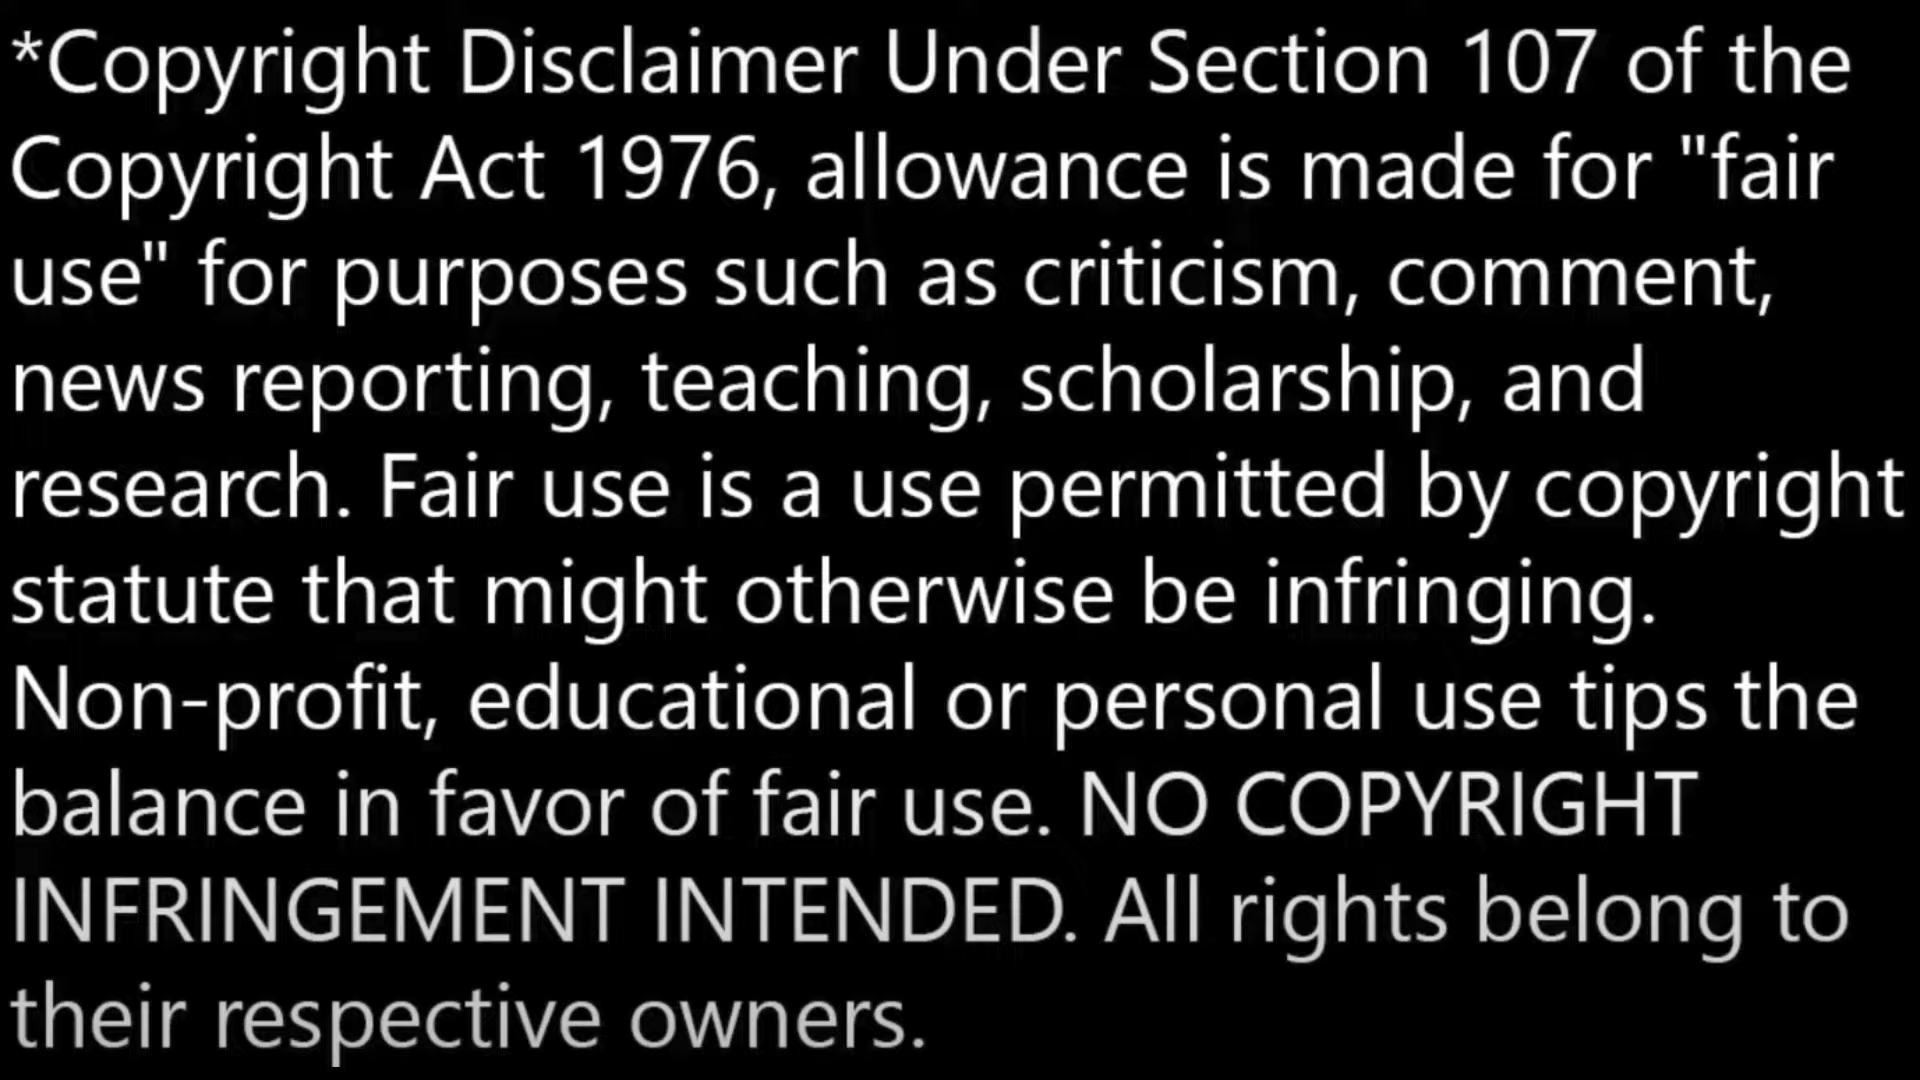 *Copyright Disclaimer Under Section 107 of the
Copyright Act 1976, allowance is made for "fair
use" for purposes such as criticism, comment,
news reporting, teaching, scholarship, and
research. Fair use is a use permitted by copyright
statute that might otherwise be infringing.
Non-profit, educational or personal use tips the
balance in favor of fair use. NO COPYRIGHT
INFRINGEMENT INTENDED. All rights belong to
their respective owners.